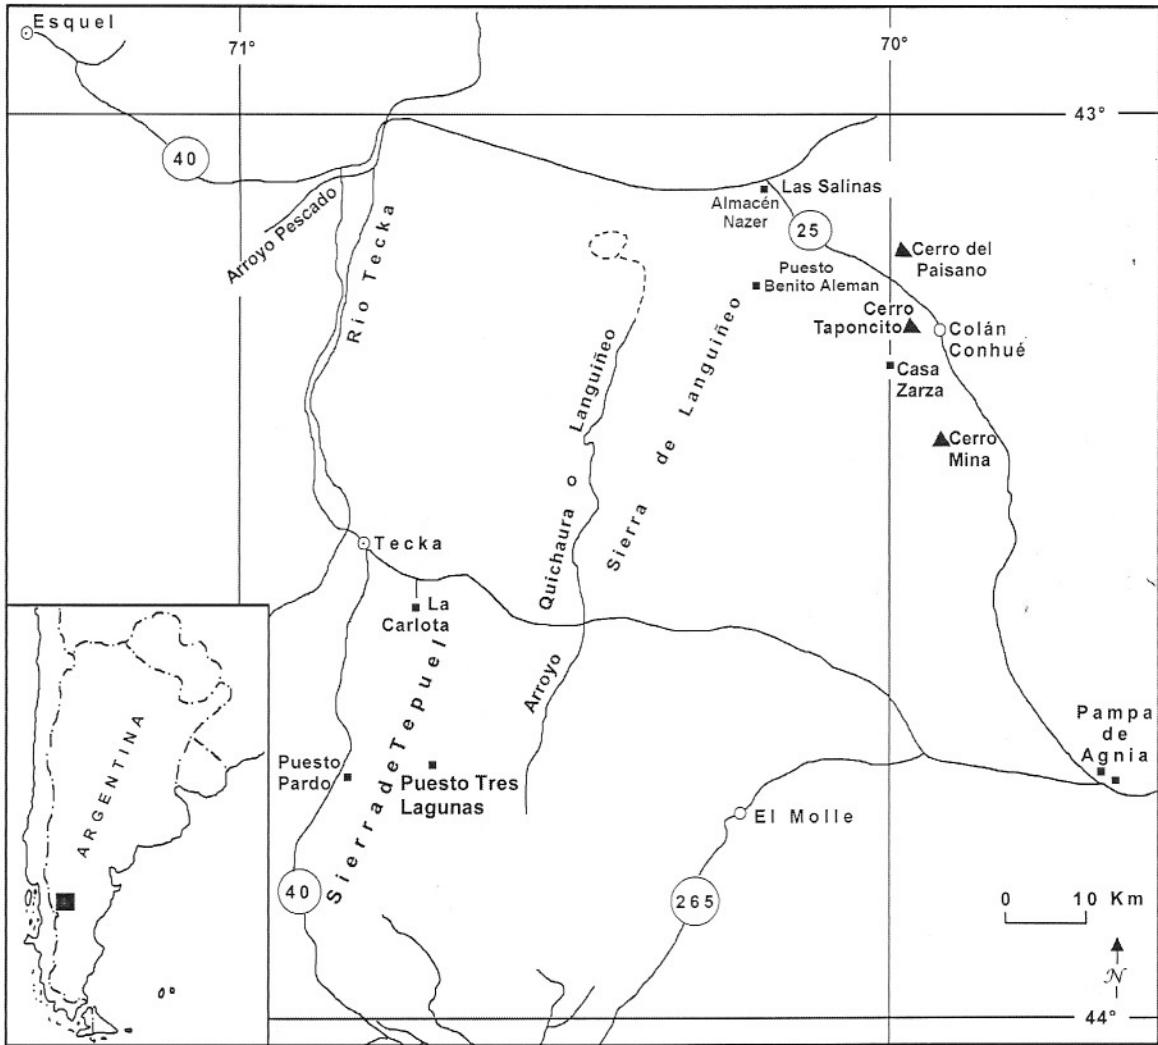 Esquel
71°
70°
43°
40
Arroyo Pescado
Rio Tecka
Las Salinas
Almacén
Nazer
25
Cerro del
Paisano
Puesto
Benito Aleman
Cerro
Taponcito
Colán
Conhué
Casa
Zarza
Cerro
Mina
Quichaura o Languiñeo
Sierra de Languiñeo
Tecka
La
Carlota
Arroyo
Sierra de Tepuel
Puesto
Pardo
Puesto Tres
Lagunas
Pampa
de
Agnia
El Molle
40
265
0 10 Km
N
44°
ARGENTINA